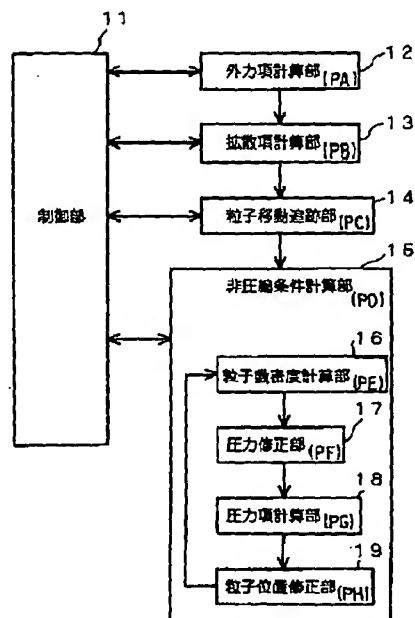 11
12
外力項計算部(PA)
13
拡散項計算部(PB)
14
制御部
粒子移動追跡部(PC)
15
非圧縮条件計算部(PD)
16
粒子数密度計算部(PE)
17
圧力修正部(PF)
18
圧力項計算部(PG)
19
粒子位置修正部(PH)